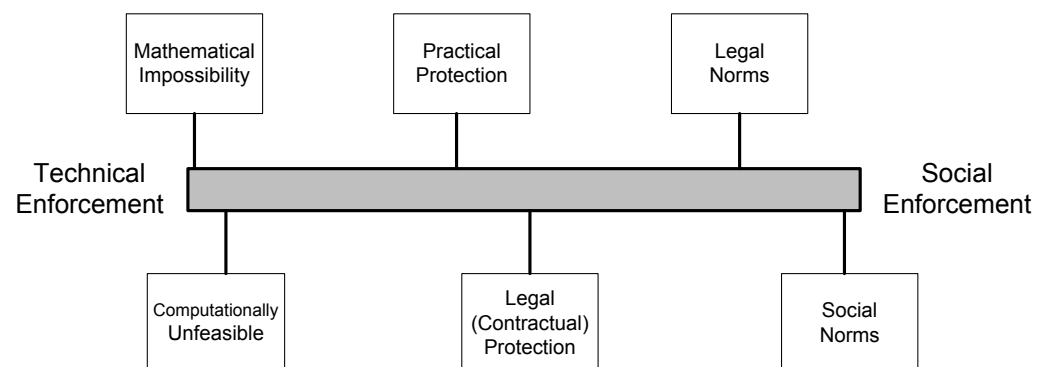 Mathematical
Impossibility
Practical
Protection
Legal
Norms
Technical
Enforcement
Social
Enforcement
Computationally
Unfeasible
Legal
(Contractual)
Protection
Social
Norms